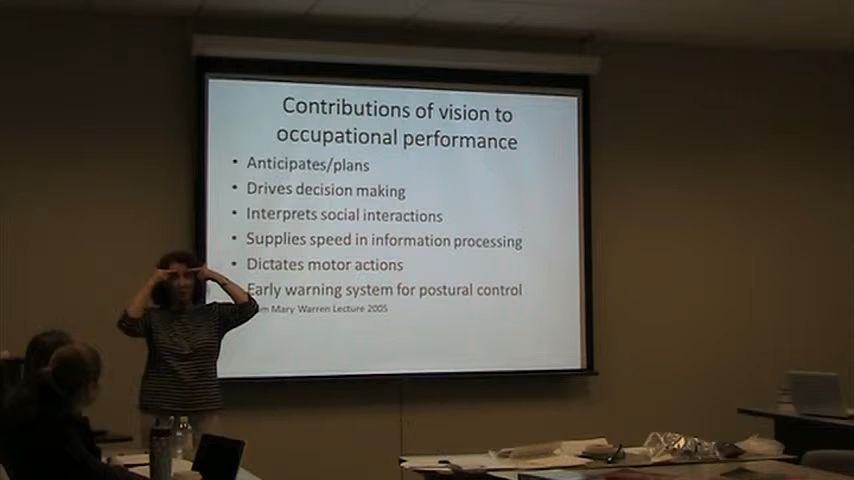 Contributions of vision to
occupational performance
• Anticipates/plans
• Drives decision making
• Interprets social interactions
• Supplies speed in information processing
• Dictates motor actions
Early warning system for postural control
Mary Warren Lecture 2005